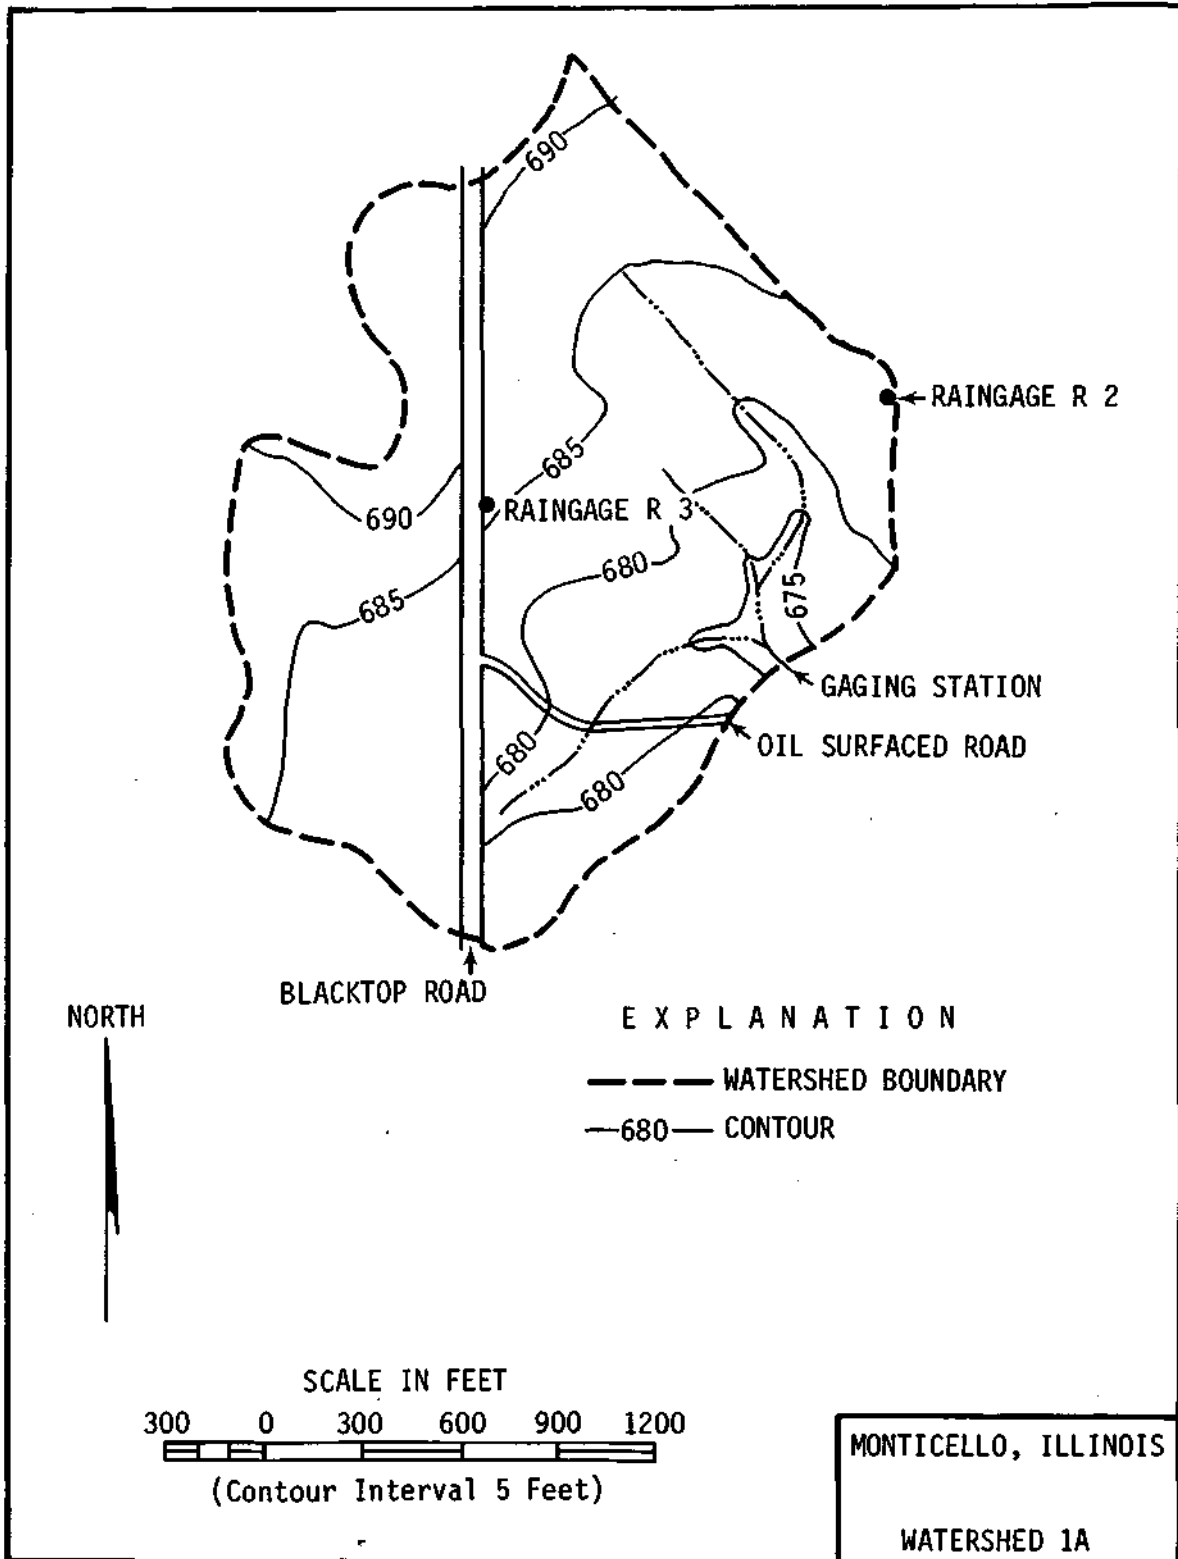 690
RAINGAGE R 2
685
RAINGAGE R 3
690
680
685
675
GAGING STATION
680
OIL SURFACED ROAD
680
BLACKTOP ROAD
NORTH
EXPLANATION
WATERSHED BOUNDARY
680 CONTOUR
SCALE IN FEET
300 0 300 600 900 1200
(Contour Interval 5 Feet)
MONTICELLO, ILLINOIS
WATERSHED 1A